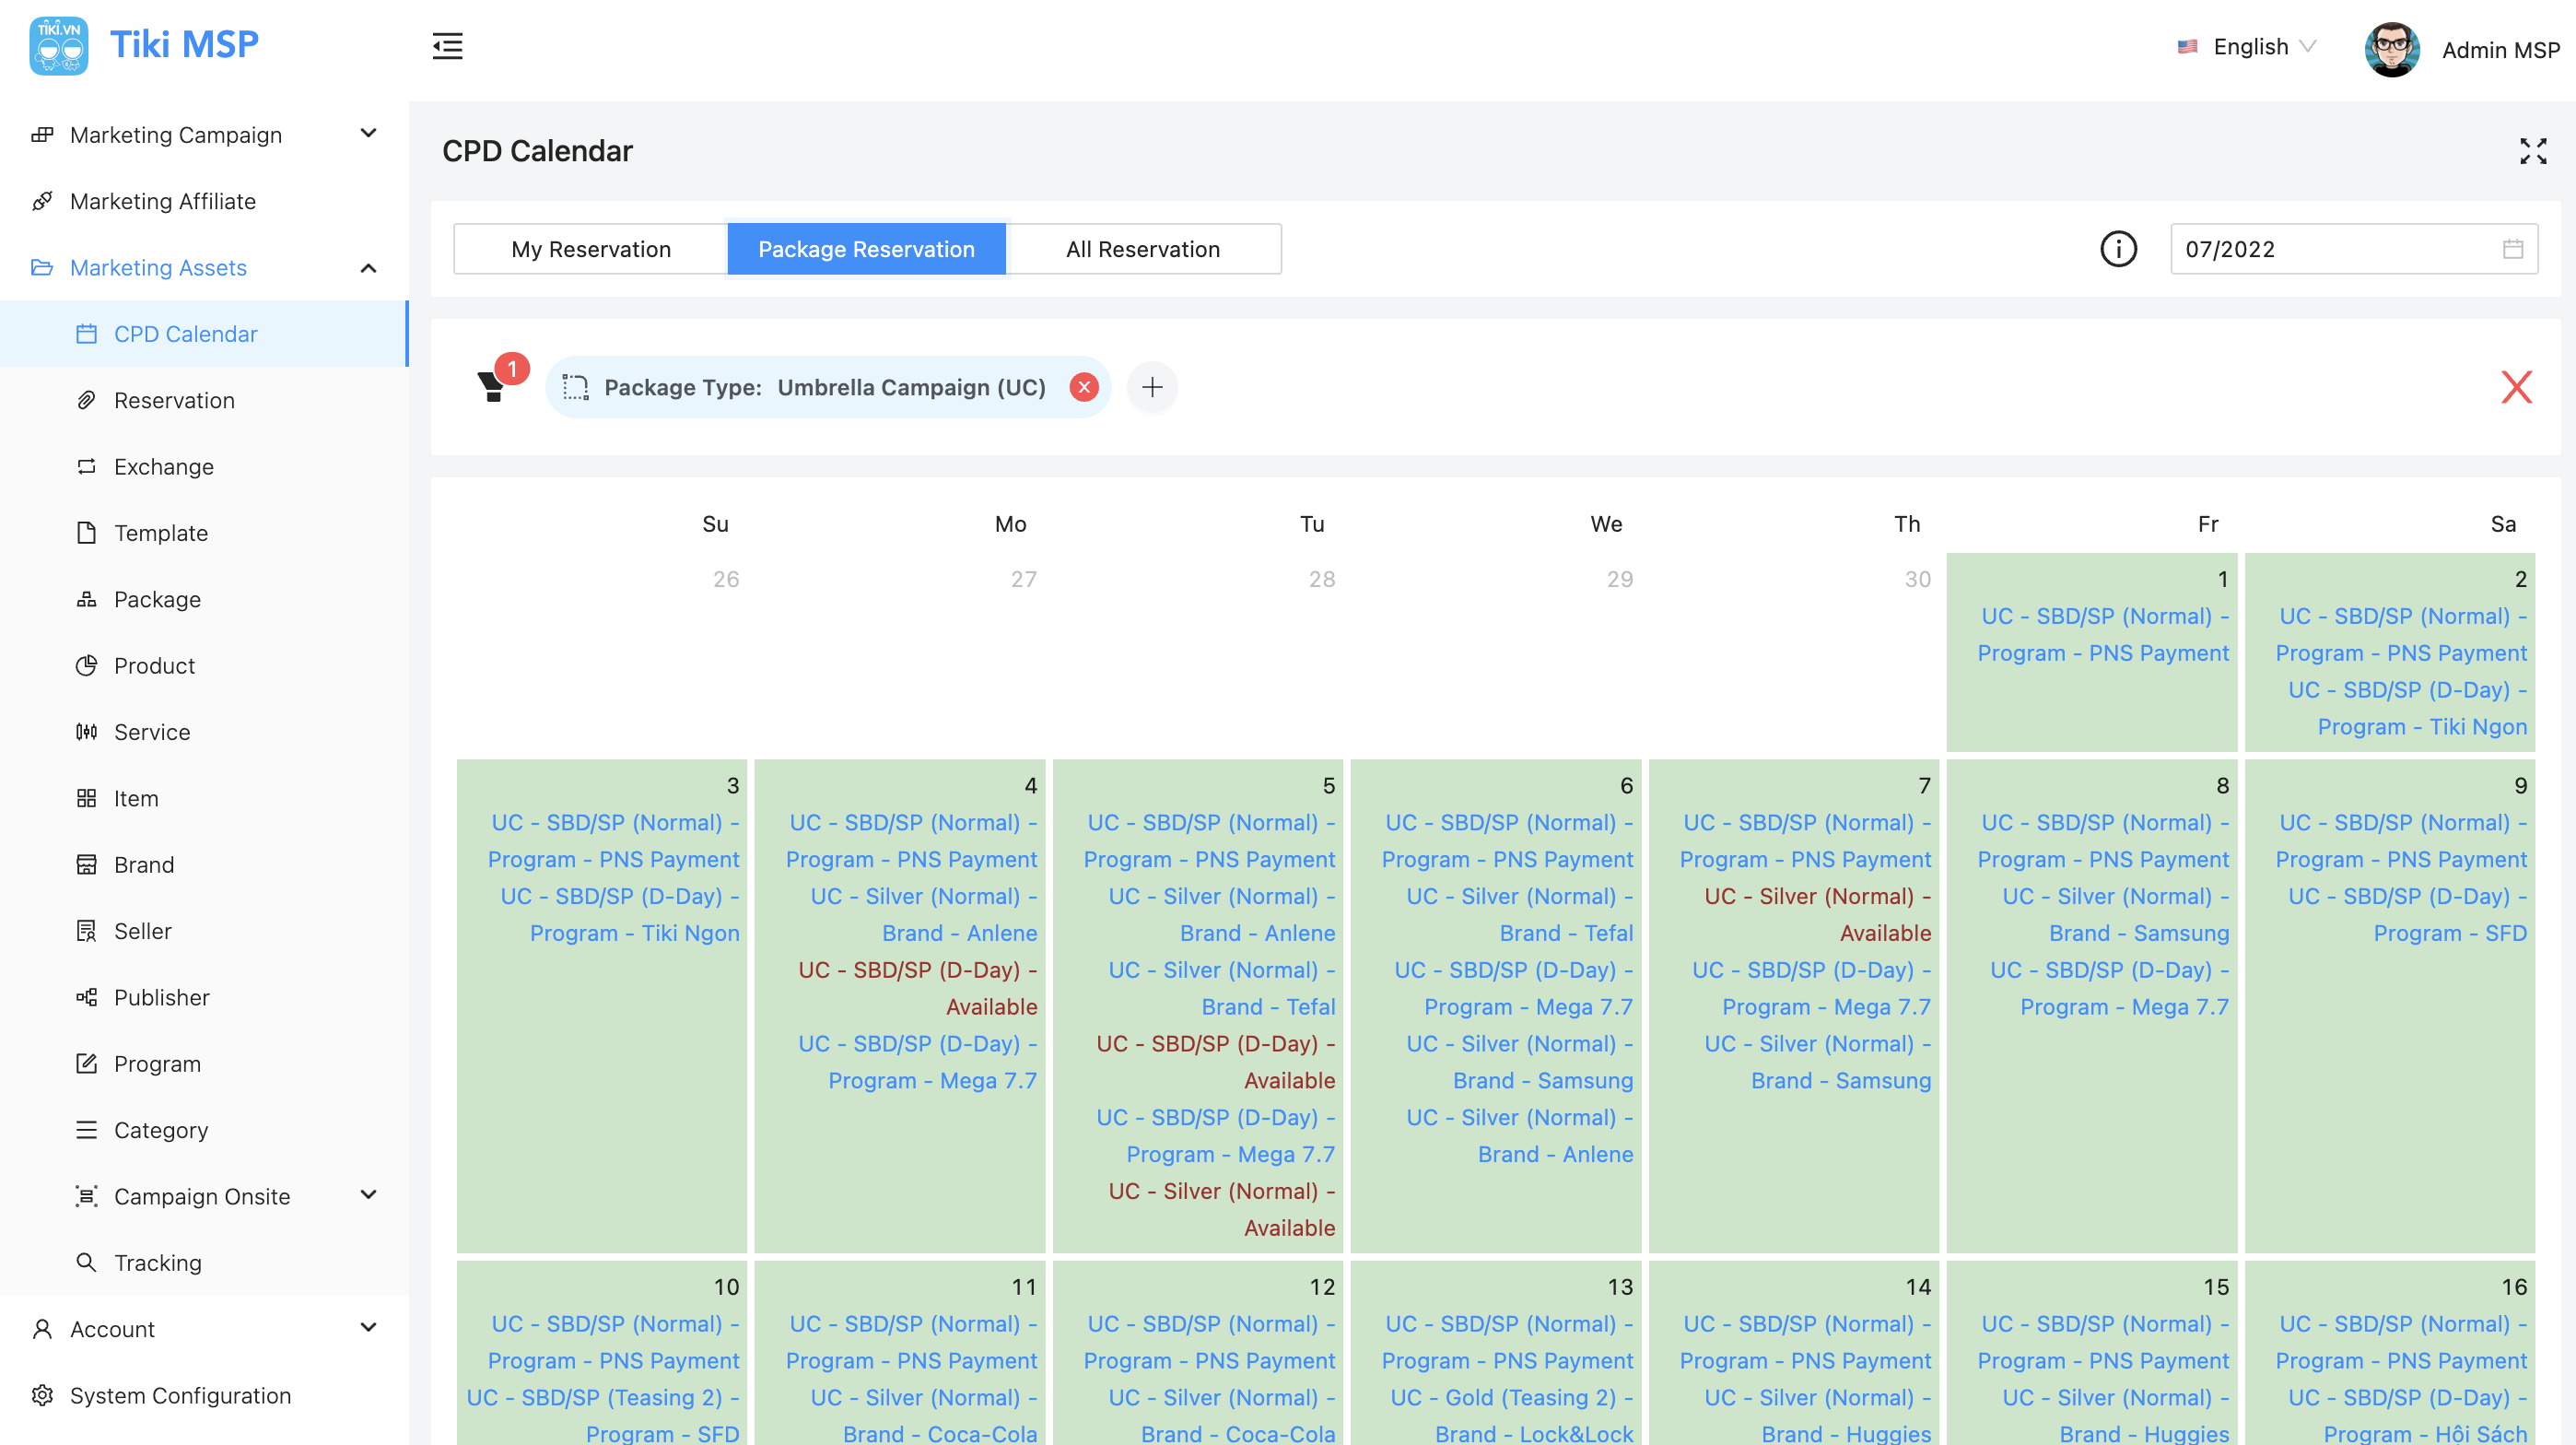 TIKI.VN
Tiki MSP
English
Admin MSP
Marketing Campaign
Marketing Affiliate
Marketing Assets
CPD Calendar
Reservation
Exchange
Template
Package
Product
Service
Item
Brand
Seller
Publisher
Program
Category
Campaign Onsite
Tracking
Account
System Configuration
CPD Calendar
My Reservation
Package Reservation
All Reservation
07/2022
1
Package Type: Umbrella Campaign (UC)
Su Mo Tu We Th Fr Sa
26
27
28
29
30
1
UC - SBD/SP (Normal) -
Program - PNS Payment
2
UC - SBD/SP (Normal) -
Program - PNS Payment
UC - SBD/SP (D-Day) -
Program - Tiki Ngon
3
UC - SBD/SP (Normal) -
Program - PNS Payment
UC - SBD/SP (D-Day) -
Program - Tiki Ngon
4
UC - SBD/SP (Normal) -
Program - PNS Payment
UC - Silver (Normal) -
Brand - Anlene
UC - SBD/SP (D-Day) -
Available
UC - SBD/SP (D-Day) -
Program - Mega 7.7
5
UC - SBD/SP (Normal) -
Program - PNS Payment
UC - Silver (Normal) -
Brand - Anlene
UC - Silver (Normal) -
Brand - Tefal
UC - SBD/SP (D-Day) -
Available
UC - SBD/SP (D-Day) -
Program - Mega 7.7
UC - Silver (Normal) -
Available
6
UC - SBD/SP (Normal) -
Program - PNS Payment
UC - Silver (Normal) -
Brand - Tefal
UC - SBD/SP (D-Day) -
Program - Mega 7.7
UC - Silver (Normal) -
Brand - Samsung
UC - Silver (Normal) -
Brand - Anlene
7
UC - SBD/SP (Normal) -
Program - PNS Payment
UC - Silver (Normal) -
Available
UC - SBD/SP (D-Day) -
Program - Mega 7.7
UC - Silver (Normal) -
Brand - Samsung
8
UC - SBD/SP (Normal) -
Program - PNS Payment
UC - Silver (Normal) -
Brand - Samsung
UC - SBD/SP (D-Day) -
Program - Mega 7.7
9
UC - SBD/SP (Normal) -
Program - PNS Payment
UC - SBD/SP (D-Day) -
Program - SFD
10
UC - SBD/SP (Normal) -
Program - PNS Payment
UC - SBD/SP (Teasing 2) -
Program - SFD
11
UC - SBD/SP (Normal) -
Program - PNS Payment
UC - Silver (Normal) -
Brand - Coca-Cola
12
UC - SBD/SP (Normal) -
Program - PNS Payment
UC - Silver (Normal) -
Brand - Coca-Cola
13
UC - SBD/SP (Normal) -
Program - PNS Payment
UC - Gold (Teasing 2) -
Brand - Lock&Lock
14
UC - SBD/SP (Normal) -
Program - PNS Payment
UC - Silver (Normal) -
Brand - Huggies
15
UC - SBD/SP (Normal) -
Program - PNS Payment
UC - Silver (Normal) -
Brand - Huggies
16
UC - SBD/SP (Normal) -
Program - PNS Payment
UC - SBD/SP (D-Day) -
Program - Hội Sách